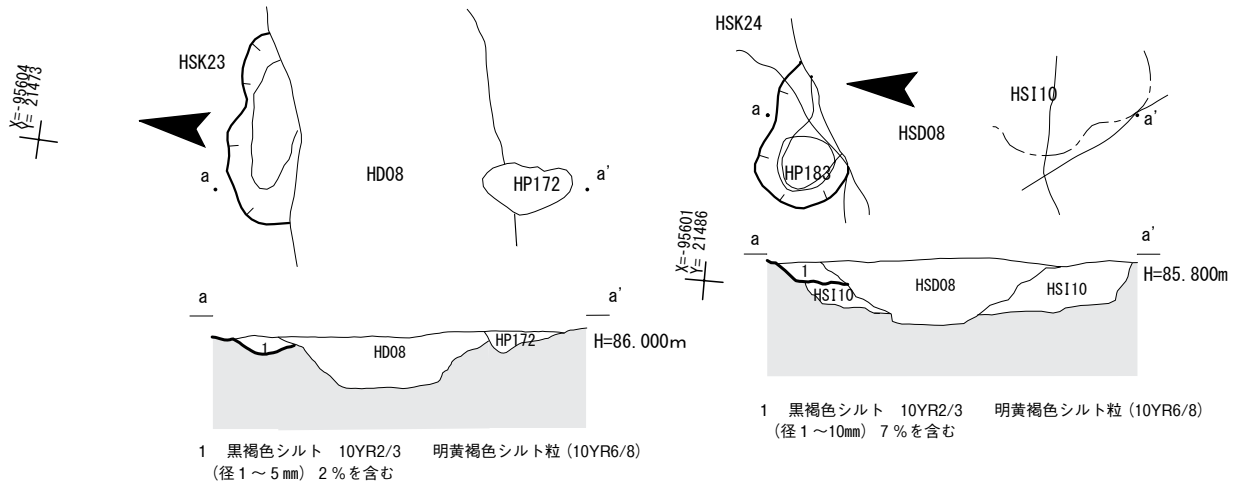 HSK23
X=-95604
Y= 21473
HD08
a
HP172
a'
a
a'
1
HD08
HP172
H=86.000m
1　黒褐色シルト　10YR2/3　　明黄褐色シルト粒 (10YR6/8)
（径１～５㎜）２％を含む
HSK24
HSI10
a
a'
HSD08
HP183
X=-95601
Y= 21486
a
a'
1
HSI10
HSD08
HSI10
H=85.800m
1　黒褐色シルト　10YR2/3　　明黄褐色シルト粒 (10YR6/8)
（径１～10㎜）７％を含む